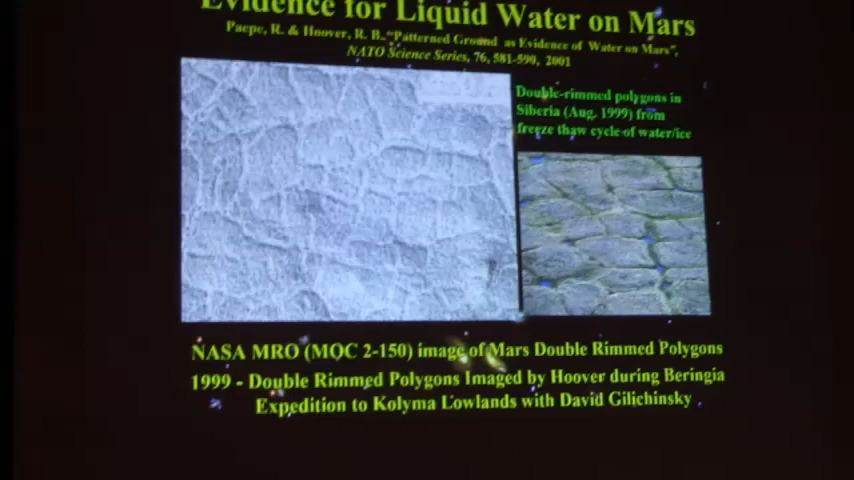 Evidence for Liquid Water on Mars
Paepe, R. & Hoover, R. B., "Patterned Ground as Evidence of Water on Mars",
NATO Science Series, 76, 581-590, 2001
Double-rimmed polygons in
Siberia (Aug. 1999) from
freeze thaw cycle of water/ice
NASA MRO (MOC 2-150) image of Mars Double Rimmed Polygons
1999 - Double Rimmed Polygons Imaged by Hoover during Beringia
Expedition to Kolyma Lowlands with David Gilichinsky